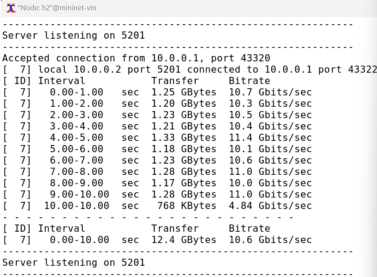 "Node: h2"@mininet-vm
-----------------------------------------------------------
Server listening on 5201
-----------------------------------------------------------
Accepted connection from 10.0.0.1, port 43320
[  7] local 10.0.0.2 port 5201 connected to 10.0.0.1 port 43322
[ ID] Interval           Transfer     Bitrate
[  7]   0.00-1.00   sec  1.25 GBytes  10.7 Gbits/sec
[  7]   1.00-2.00   sec  1.20 GBytes  10.3 Gbits/sec
[  7]   2.00-3.00   sec  1.23 GBytes  10.5 Gbits/sec
[  7]   3.00-4.00   sec  1.21 GBytes  10.4 Gbits/sec
[  7]   4.00-5.00   sec  1.33 GBytes  11.4 Gbits/sec
[  7]   5.00-6.00   sec  1.18 GBytes  10.1 Gbits/sec
[  7]   6.00-7.00   sec  1.23 GBytes  10.6 Gbits/sec
[  7]   7.00-8.00   sec  1.28 GBytes  11.0 Gbits/sec
[  7]   8.00-9.00   sec  1.17 GBytes  10.0 Gbits/sec
[  7]   9.00-10.00  sec  1.28 GBytes  11.0 Gbits/sec
[  7]  10.00-10.00  sec   768 KBytes  4.84 Gbits/sec
- - - - - - - - - - - - - - - - - - - - - - - - -
[ ID] Interval           Transfer     Bitrate
[  7]   0.00-10.00  sec  12.4 GBytes  10.6 Gbits/sec
-----------------------------------------------------------
Server listening on 5201
-----------------------------------------------------------